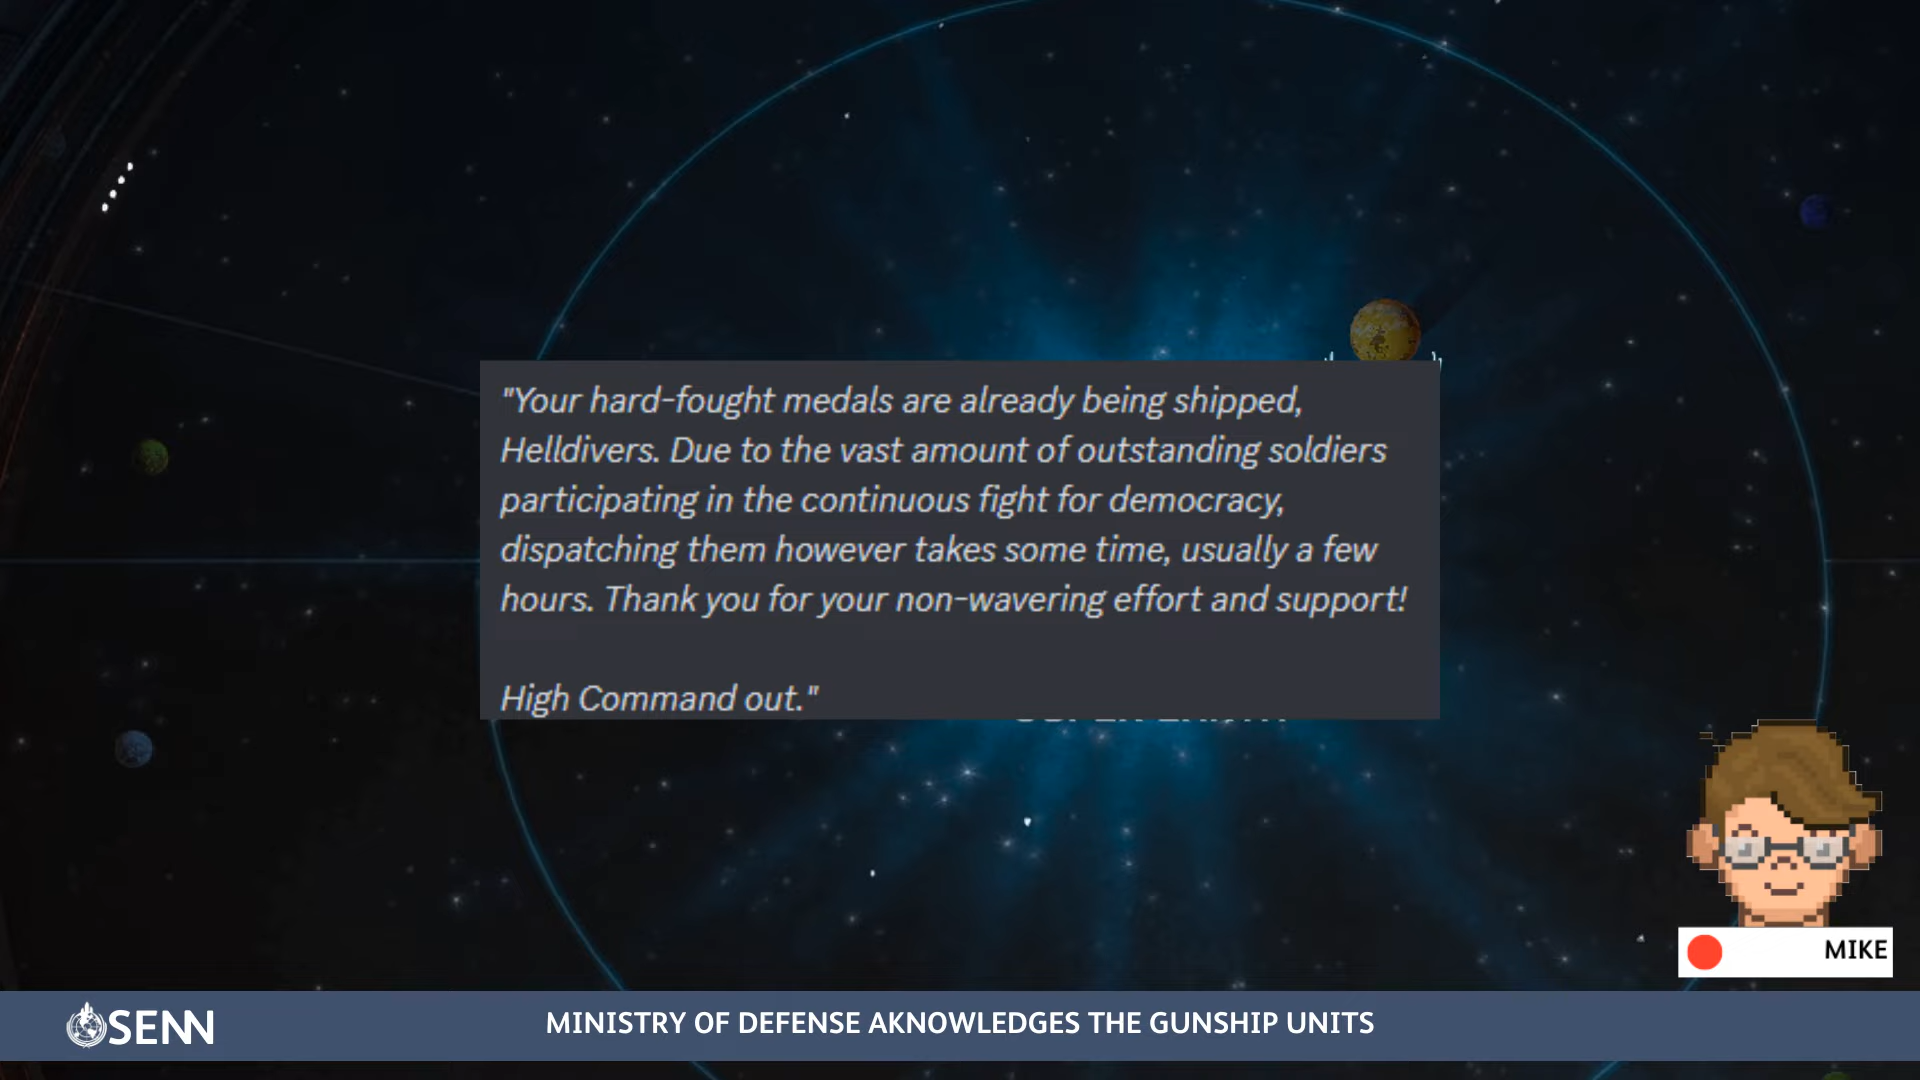 "Your hard-fought medals are already being shipped,
Helldivers. Due to the vast amount of outstanding soldiers
participating in the continuous fight for democracy,
dispatching them however takes some time, usually a few
hours. Thank you for your non-wavering effort and support!
High Command out."
MIKE
SENN
MINISTRY OF DEFENSE AKNOWLEDGES THE GUNSHIP UNITS